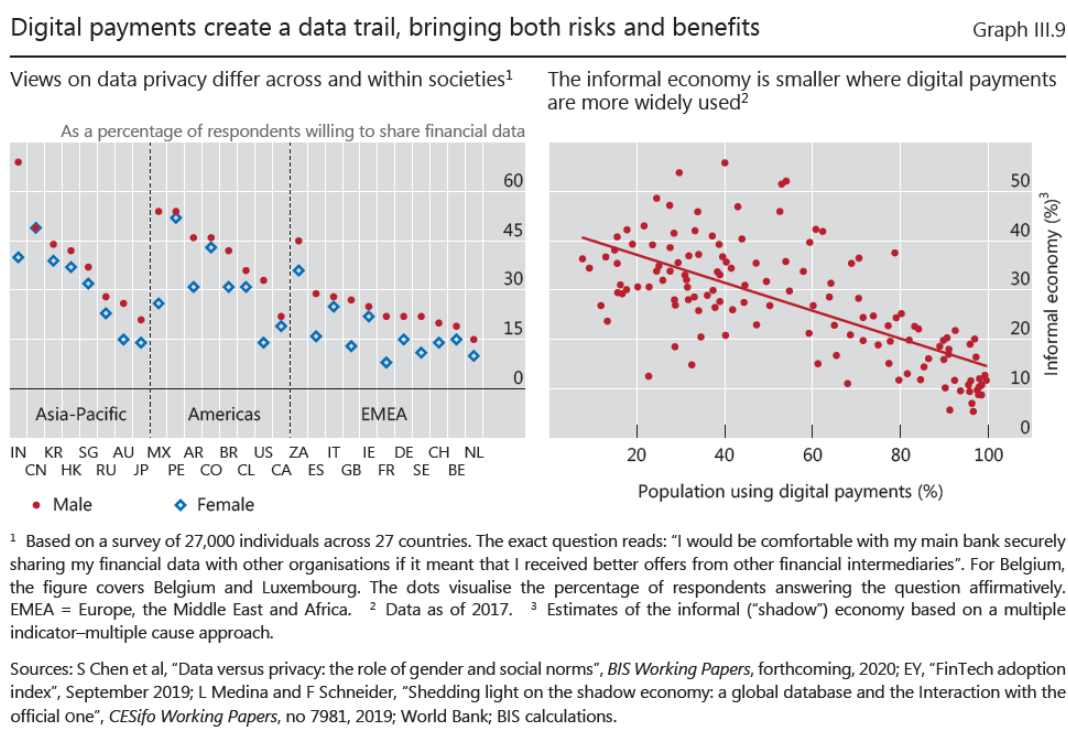 Digital payments create a data trail, bringing both risks and benefits
Graph III.9
Views on data privacy differ across and within societies1
As a percentage of respondents willing to share financial data
60
45
30
15
0
Asia-Pacific
Americas
EMEA
IN KR SG AU MX AR BR US ZA IT IE DE CH NL
CN HK RU JP PE CO CL CA ES GB FR SE BE
Male
Female
The informal economy is smaller where digital payments
are more widely used2
50
40
30
20
10
0
Informal economy (%)3
20 40 60 80 100
Population using digital payments (%)
1 Based on a survey of 27,000 individuals across 27 countries. The exact question reads: “I would be comfortable with my main bank securely
sharing my financial data with other organisations if it meant that I received better offers from other financial intermediaries”. For Belgium,
the figure covers Belgium and Luxembourg. The dots visualise the percentage of respondents answering the question affirmatively.
EMEA = Europe, the Middle East and Africa. 2 Data as of 2017. 3 Estimates of the informal (“shadow”) economy based on a multiple
indicator–multiple cause approach.
Sources: S Chen et al, “Data versus privacy: the role of gender and social norms”, BIS Working Papers, forthcoming, 2020; EY, “FinTech adoption
index”, September 2019; L Medina and F Schneider, “Shedding light on the shadow economy: a global database and the Interaction with the
official one”, CESifo Working Papers, no 7981, 2019; World Bank; BIS calculations.